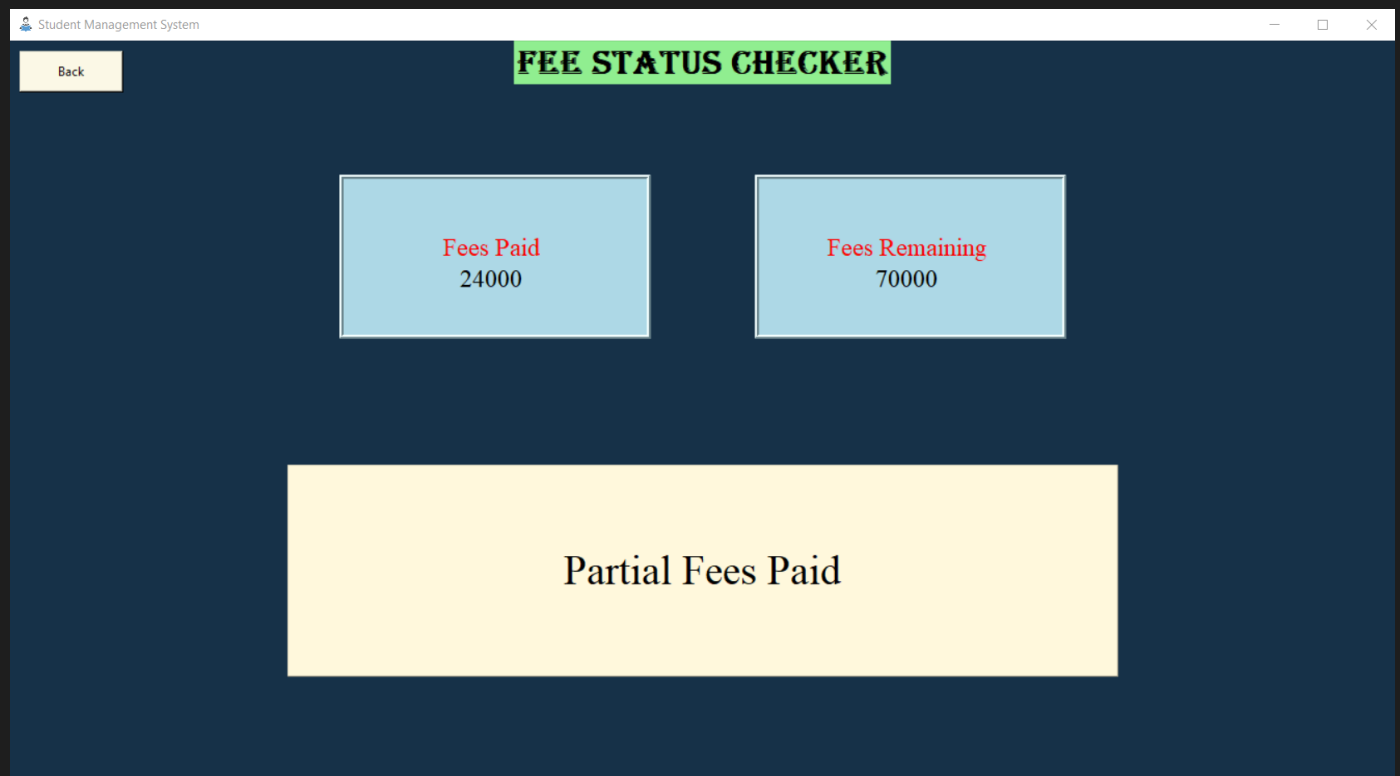 Student Management System
Back
FEE STATUS CHECKER
Fees Paid
24000
Fees Remaining
70000
Partial Fees Paid